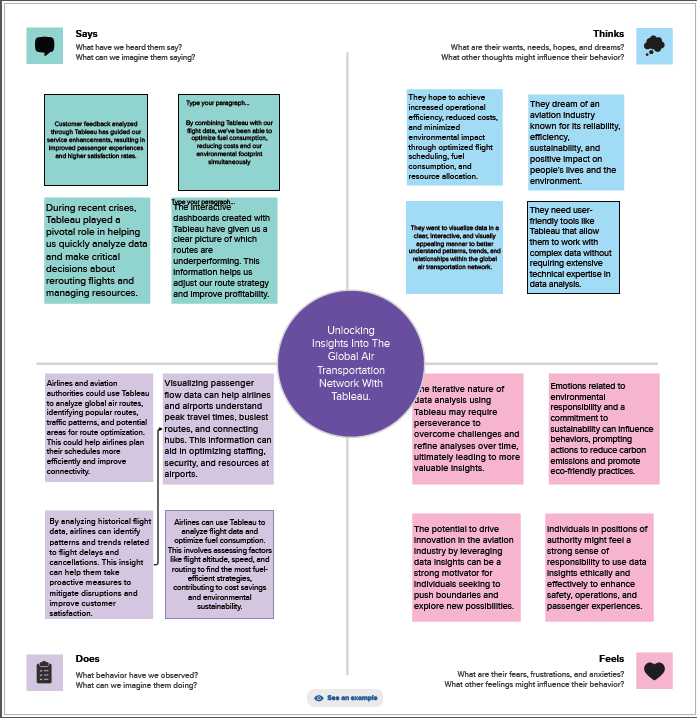 Says
What have we heard them say?
What can we imagine them saying?
Thinks
What are their wants, needs, hopes, and dreams?
What other thoughts might influence their behavior?
Customer feedback analyzed
through Tableau has guided our
service enhancements, resulting in
improved passenger experiences
and higher satisfaction rates.
Type your paragraph...
By combining Tableau with our
flight data, we've been able to
optimize fuel consumption,
reducing costs and our
environmental footprint
simultaneously
They hope to achieve
increased operational
efficiency, reduced costs,
and minimized
environmental impact
through optimized flight
scheduling, fuel
consumption, and
resource allocation.
They dream of an
aviation industry
known for its reliability,
efficiency,
sustainability, and
positive impact on
people's lives and the
environment.
During recent crises,
Tableau played a
pivotal role in helping
us quickly analyze data
and make critical
decisions about
rerouting flights and
managing resources.
Type your paragraph...
The interactive
dashboards created with
Tableau have given us a
clear picture of which
routes are
underperforming. This
information helps us
adjust our route strategy
and improve profitability.
They want to visualize data in a
clear, interactive, and visually
appealing manner to better
understand patterns, trends, and
relationships within the global
air transportation network.
They need user-
friendly tools like
Tableau that allow
them to work with
complex data without
requiring extensive
technical expertise in
data analysis.
Unlocking
Insights Into The
Global Air
Transportation
Network With
Tableau.
Airlines and aviation
authorities could use Tableau
to analyze global air routes,
identifying popular routes,
traffic patterns, and potential
areas for route optimization.
This could help airlines plan
their schedules more
efficiently and improve
connectivity.
Visualizing passenger
flow data can help airlines
and airports understand
peak travel times, busiest
routes, and connecting
hubs. This information can
aid in optimizing staffing,
security, and resources at
airports.
The iterative nature of
data analysis using
Tableau may require
perseverance to
overcome challenges and
refine analyses over time,
ultimately leading to more
valuable insights.
Emotions related to
environmental
responsibility and a
commitment to
sustainability can influence
behaviors, prompting
actions to reduce carbon
emissions and promote
eco-friendly practices.
By analyzing historical flight
data, airlines can identify
patterns and trends related
to flight delays and
cancellations. This insight
can help them take
proactive measures to
mitigate disruptions and
improve customer
satisfaction.
Airlines can use Tableau to
analyze flight data and
optimize fuel consumption.
This involves assessing factors
like flight altitude, speed, and
routing to find the most fuel-
efficient strategies,
contributing to cost savings
and environmental
sustainability.
The potential to drive
innovation in the aviation
industry by leveraging
data insights can be a
strong motivator for
individuals seeking to
push boundaries and
explore new possibilities.
Individuals in positions of
authority might feel a
strong sense of
responsibility to use data
insights ethically and
effectively to enhance
safety, operations, and
passenger experiences.
Does
What behavior have we observed?
What can we imagine them doing?
Feels
What are their fears, frustrations, and anxieties?
What other feelings might influence their behavior?
See an example